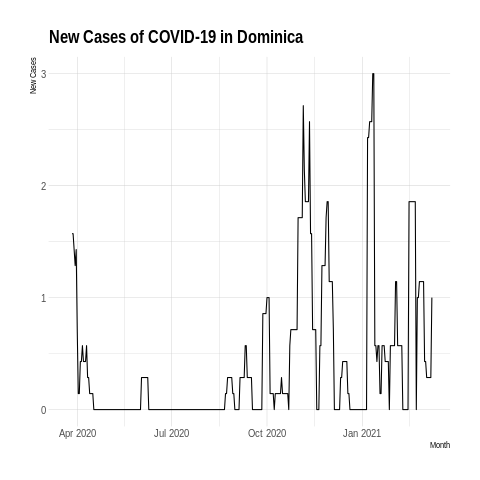 New Cases of COVID-19 in Dominica
New Cases
3
2
1
0
Apr 2020
Jul 2020
Oct 2020
Jan 2021
Month